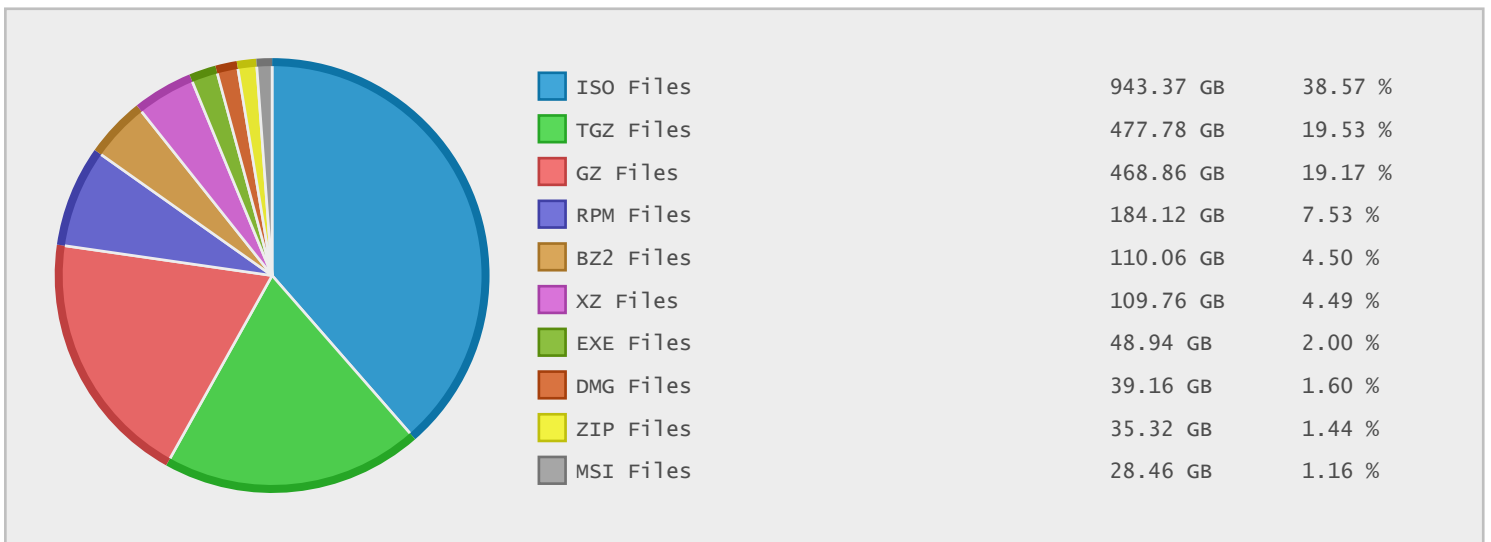 ISO Files 943.37 GB 38.57 %
TGZ Files 477.78 GB 19.53 %
GZ Files 468.86 GB 19.17 %
RPM Files 184.12 GB 7.53 %
BZ2 Files 110.06 GB 4.50 %
XZ Files 109.76 GB 4.49 %
EXE Files 48.94 GB 2.00 %
DMG Files 39.16 GB 1.60 %
ZIP Files 35.32 GB 1.44 %
MSI Files 28.46 GB 1.16 %